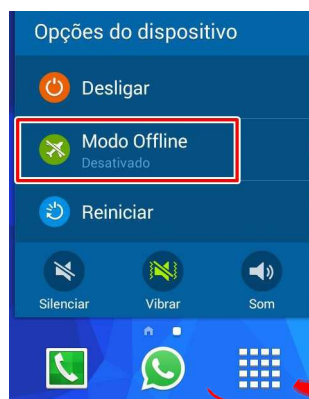 Opções do dispositivo
Desligar
Modo Offline
Desativado
Reiniciar
Silenciar Vibrar Som